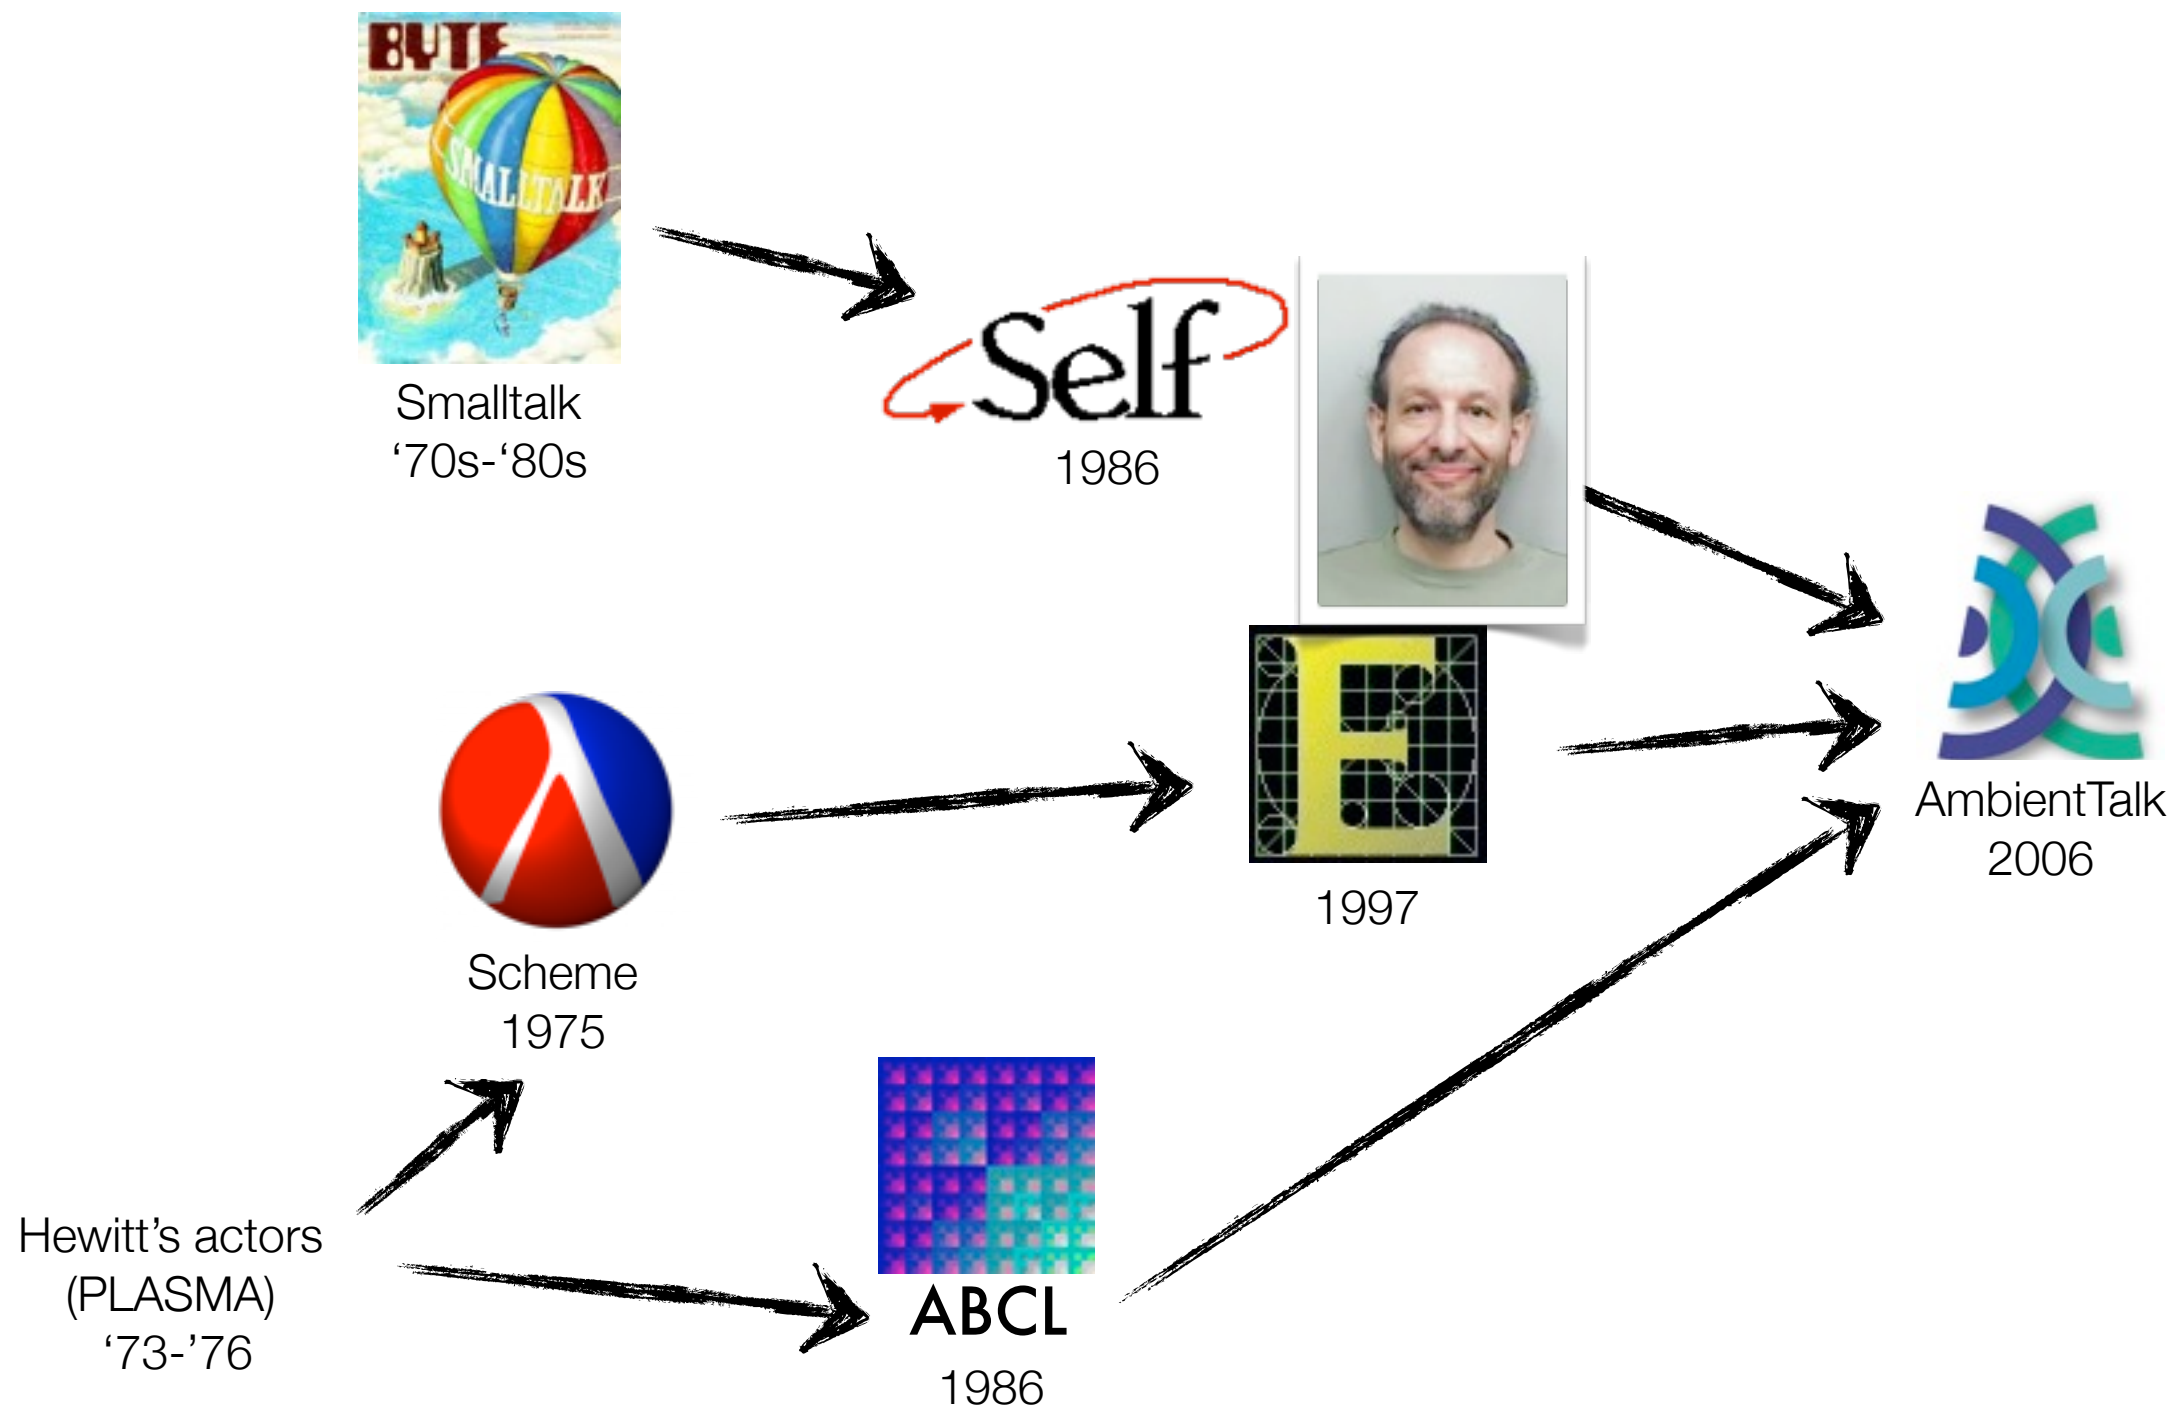 BYTE
SMALLTALK
Smalltalk
‘70s-‘80s
Self
1986
E
1997
AmbientTalk
2006
Scheme
1975
Hewitt’s actors
(PLASMA)
‘73-’76
ABCL
1986